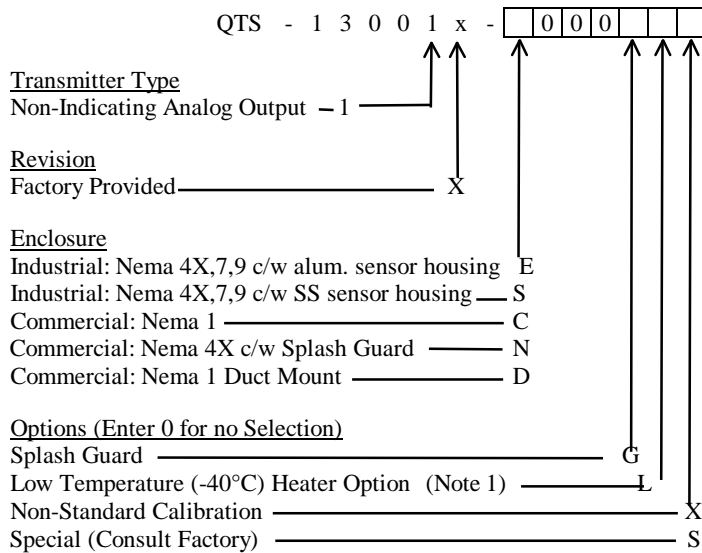 QTS - 1 3 0 0 1 x - 0 0 0
Transmitter Type
Non-Indicating Analog Output 1
Revision
Factory Provided X
Enclosure
Industrial: Nema 4X,7,9 c/w alum. sensor housing E
Industrial: Nema 4X,7,9 c/w SS sensor housing S
Commercial: Nema 1 C
Commercial: Nema 4X c/w Splash Guard N
Commercial: Nema 1 Duct Mount D
Options (Enter 0 for no Selection)
Splash Guard G
Low Temperature (-40°C) Heater Option (Note 1) L
Non-Standard Calibration X
Special (Consult Factory) S